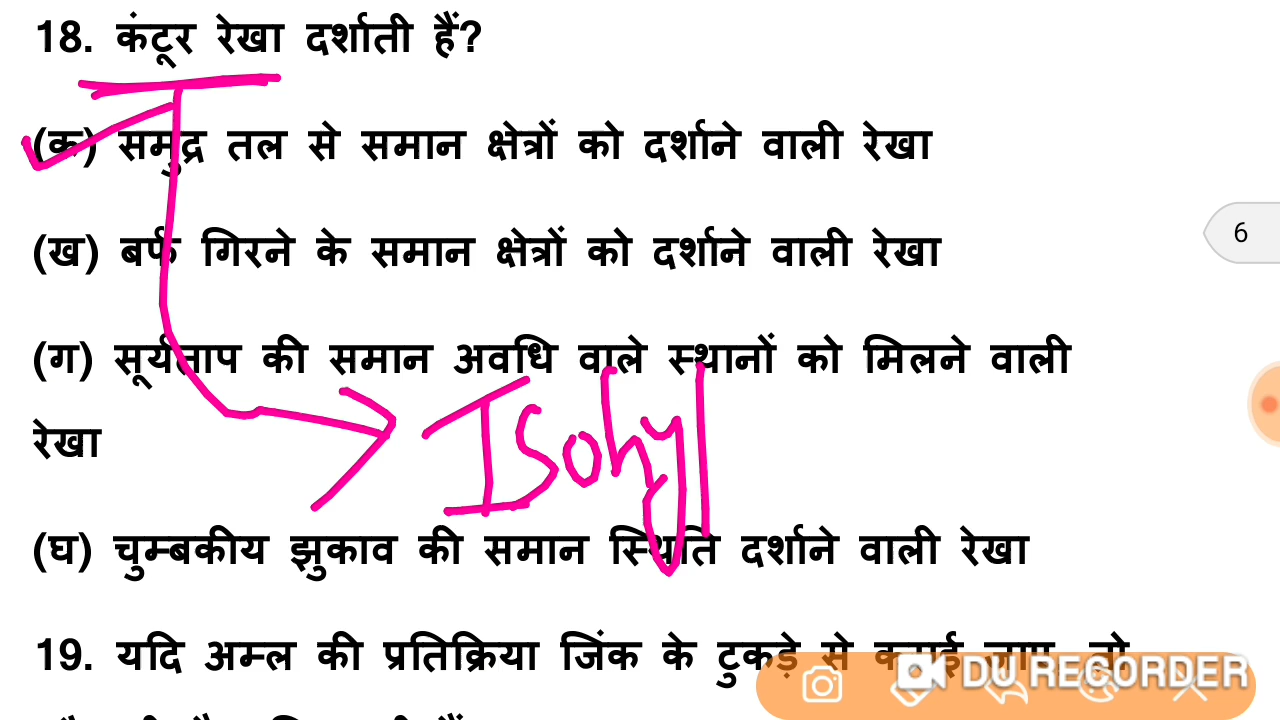 18. कंटूर रेखा दर्शाती हैं?
(क) समुद्र तल से समान क्षेत्रों को दर्शाने वाली रेखा
(ख) बर्फ गिरने के समान क्षेत्रों को दर्शाने वाली रेखा
6
(ग) सूर्यताप की समान अवधि वाले स्थानों को मिलने वाली
रेखा
Isohyl
(घ) चुम्बकीय झुकाव की समान स्थिति दर्शाने वाली रेखा
19. यदि अम्ल की प्रतिक्रिया जिंक के टुकड़े से
DU RECORDER